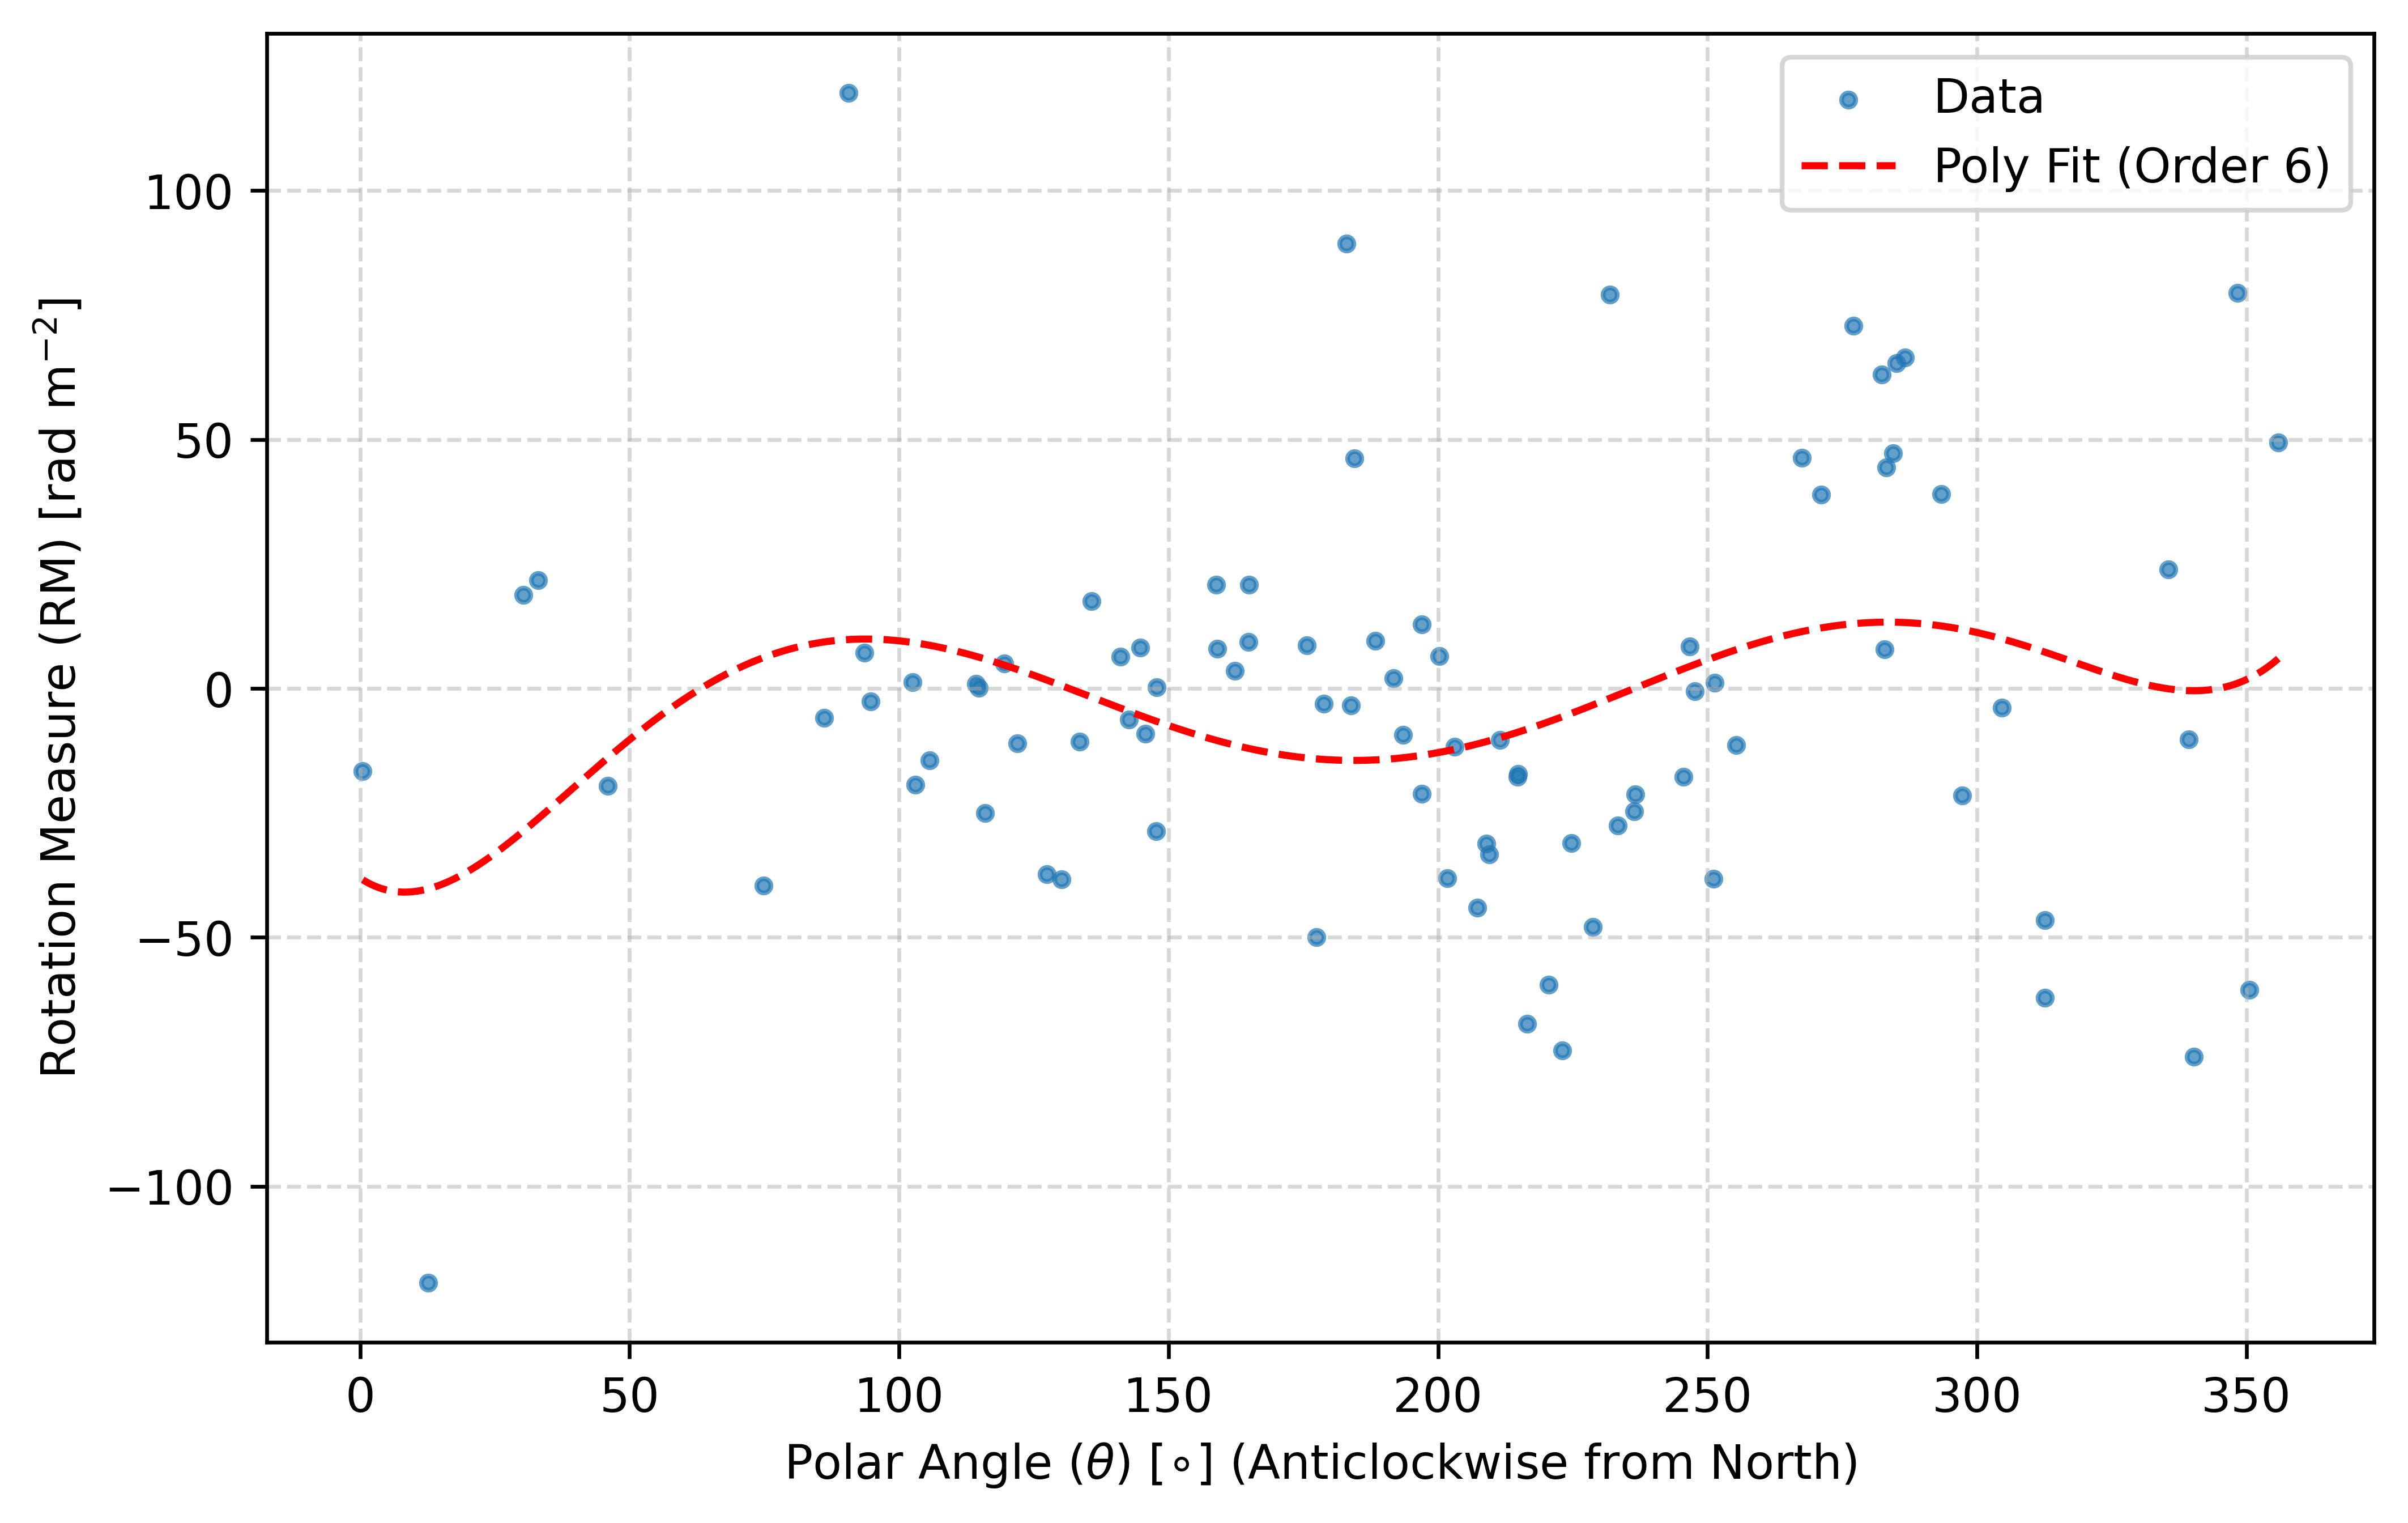 Data
Poly Fit (Order 6)
100
50
0
−50
−100
Rotation Measure (RM) [rad m⁻²]
0 50 100 150 200 250 300 350
Polar Angle (θ) [∘] (Anticlockwise from North)